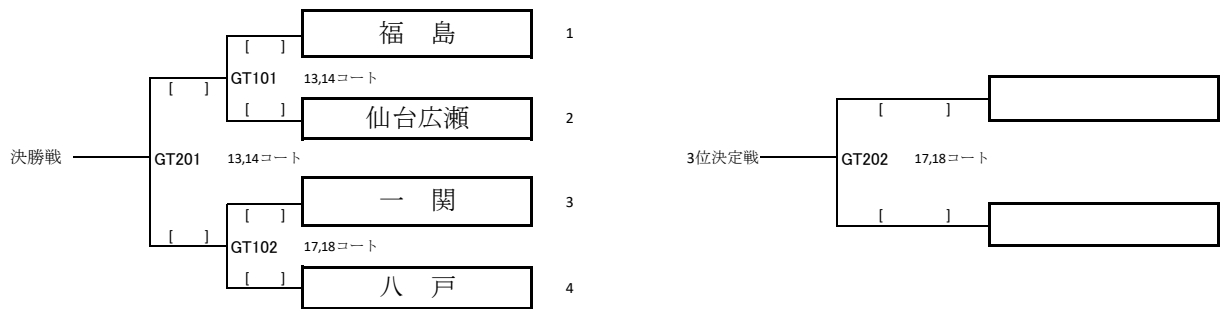 福　島 1
[ ]
GT101 13,14コート
[ ]
[ ]
仙台広瀬 2
決勝戦 GT201 13,14コート
一　関 3
[ ]
[ ]
GT102 17,18コート
[ ]
八　戸 4
[ ]
3位決定戦 GT202 17,18コート
[ ]